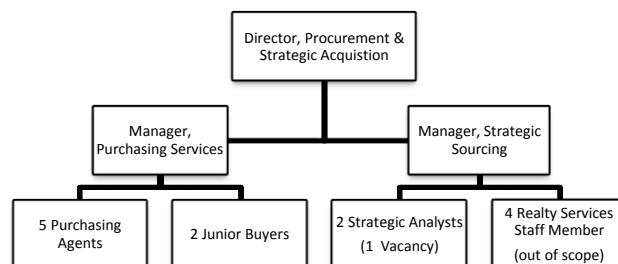 Director, Procurement &
Strategic Acquistion
Manager,
Purchasing Services
Manager, Strategic
Sourcing
5 Purchasing
Agents
2 Junior Buyers
2 Strategic Analysts
(1 Vacancy)
4 Realty Services
Staff Member
(out of scope)